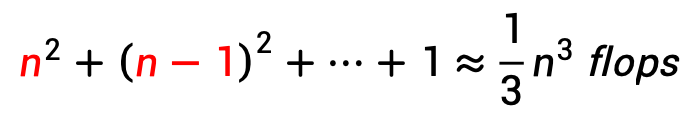 n² + (n − 1)² + ⋯ + 1 ≈ 1/3 n³ flops